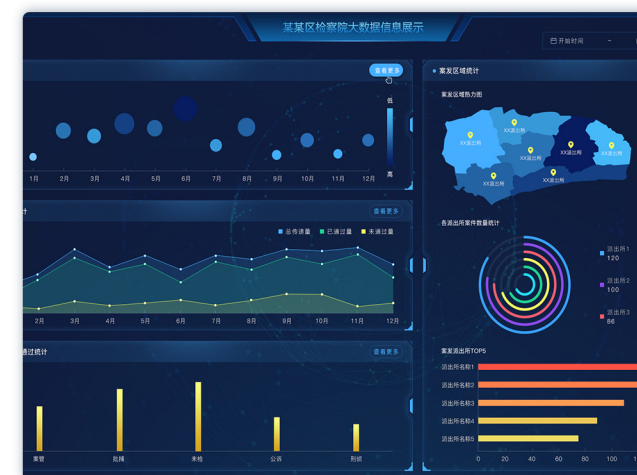 某某区检察院大数据信息展示
开始时间 -
查看更多
低
高
1月 2月 3月 4月 5月 6月 7月 8月 9月 10月 11月 12月
计
查看更多
总传递量 已通过量 未通过量
2月 3月 4月 5月 6月 7月 8月 9月 10月 11月 12月
通过统计
查看更多
案管 批捕 未检 公诉 刑侦
案发区域统计
案发区域热力图
XX派出所
XX派出所
XX派出所
XX派出所
XX派出所
XX派出所
XX派出所
各派出所案件数量统计
派出所1
120
派出所2
100
派出所3
86
案发派出所TOP5
派出所名称1
派出所名称2
派出所名称3
派出所名称4
派出所名称5
0 20 40 60 80 100